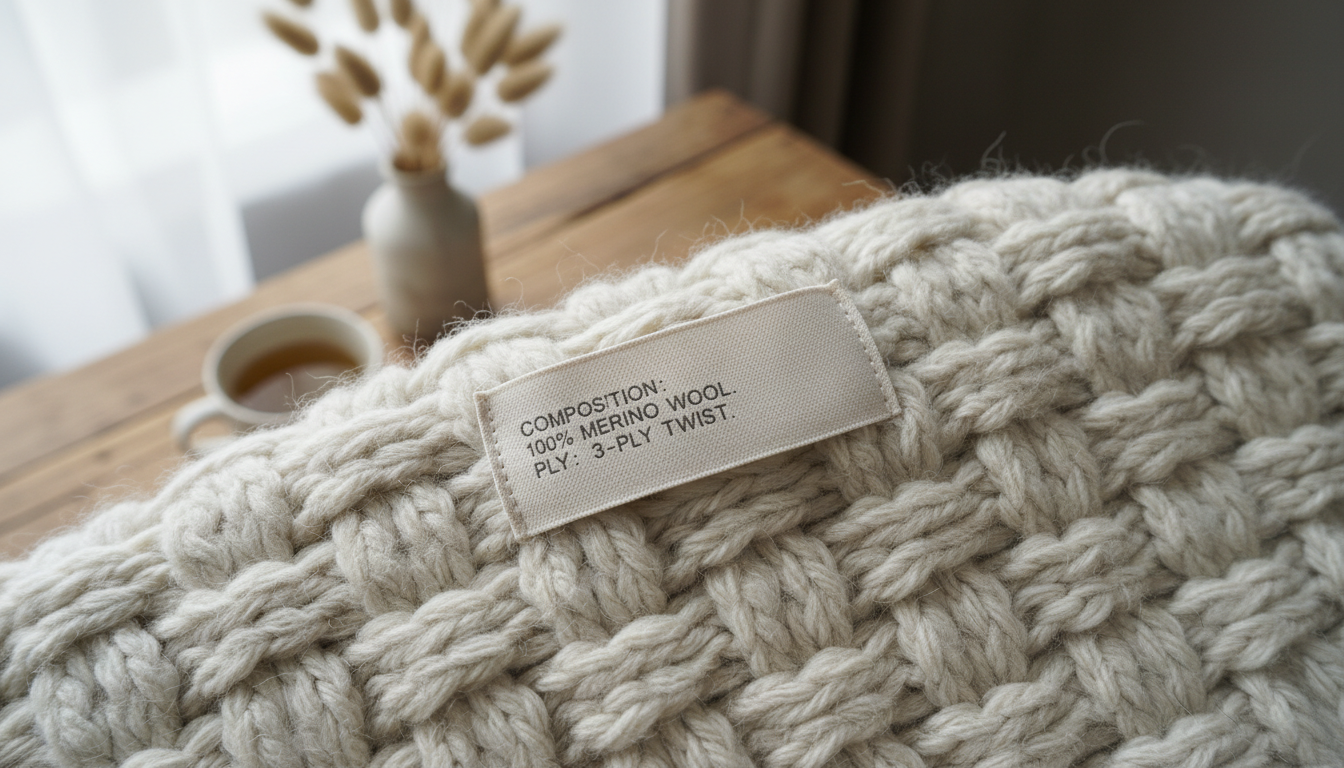 COMPOSITION:
100% MERINO WOOL.
PLY: 3-PLY TWIST.